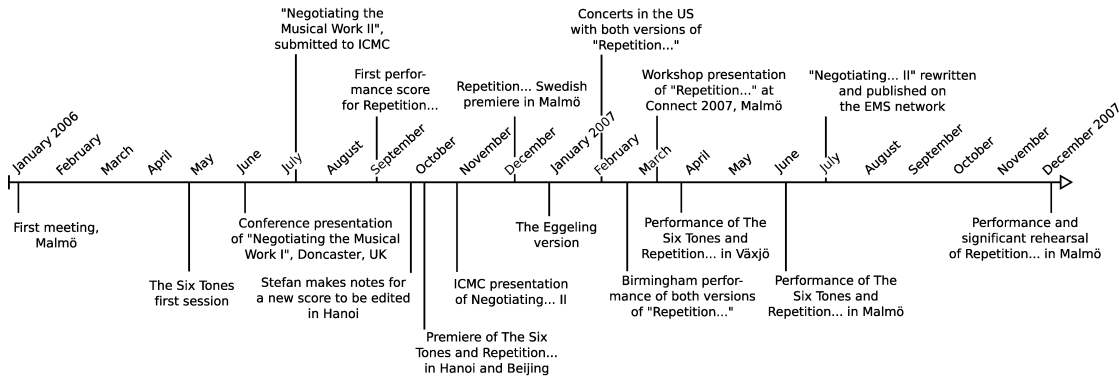 "Negotiating the
Musical Work II",
submitted to ICMC
Concerts in the US
with both versions of
"Repetition..."
First perfor-
mance score
for Repetition...
Repetition... Swedish
premiere in Malmö
Workshop presentation
of "Repetition..." at
Connect 2007, Malmö
"Negotiating... II" rewritten
and published on
the EMS network
January 2006
February
March
April
May
June
July
August
September
October
November
December
January 2007
February
March
April
May
June
July
August
September
October
November
December 2007
First meeting,
Malmö
The Six Tones
first session
Conference presentation
of "Negotiating the Musical
Work I", Doncaster, UK
Stefan makes notes for
a new score to be edited
in Hanoi
Premiere of The Six
Tones and Repetition...
in Hanoi and Beijing
ICMC presentation
of Negotiating... II
The Eggeling
version
Birmingham perfor-
mance of both versions
of "Repetition..."
Performance of The
Six Tones and
Repetition... in Växjö
Performance of The
Six Tones and
Repetition... in Malmö
Performance and
significant rehearsal
of Repetition... in Malmö